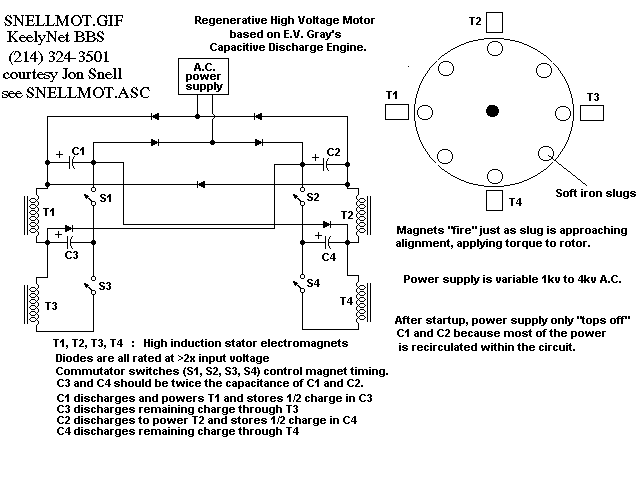 SNELLMOT.GIF
KeelyNet BBS
(214) 324-3501
courtesy Jon Snell
see SNELLMOT.ASC
Regenerative High Voltage Motor
based on E.V. Gray's
Capacitive Discharge Engine.
A.C.
power
supply
+ C1
C2
+
S1
S2
T1
T2
+
C3
+
C4
S3
S4
T3
T4
T2
T1
T3
T4
Soft iron slugs
Magnets "fire" just as slug is approaching
alignment, applying torque to rotor.
Power supply is variable 1kv to 4kv A.C.
After startup, power supply only "tops off"
C1 and C2 because most of the power
is recirculated within the circuit.
T1, T2, T3, T4 : High induction stator electromagnets
Diodes are all rated at >2x input voltage
Commutator switches (S1, S2, S3, S4) control magnet timing.
C3 and C4 should be twice the capacitance of C1 and C2.
C1 discharges and powers T1 and stores 1/2 charge in C3
C3 discharges remaining charge through T3
C2 discharges to power T2 and stores 1/2 charge in C4
C4 discharges remaining charge through T4